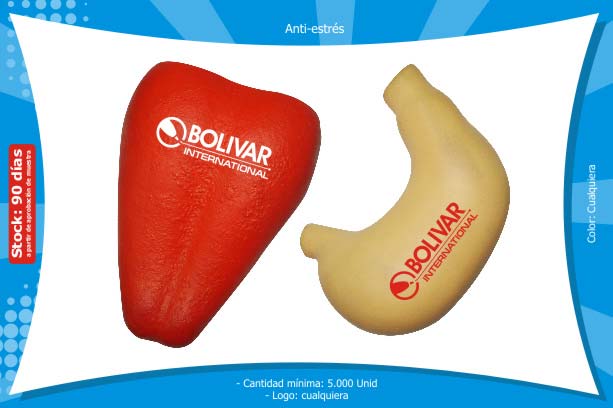 Anti-estrés
BOLIVAR
INTERNATIONAL
BOLIVAR
INTERNATIONAL
Stock: 90 días
a partir de aprobación de muestra
Color: Cualquiera
- Cantidad mínima: 5.000 Unid
- Logo: cualquiera